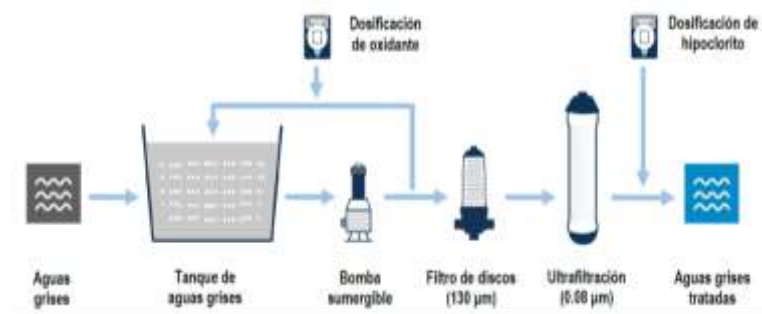 Dosificación
de oxidante
Dosificación de
hipoclorito
Aguas
grises
Tanque de
aguas grises
Bomba
sumergible
Filtro de discos
(130 µm)
Ultrafiltración
(0.08 µm)
Aguas grises
tratadas